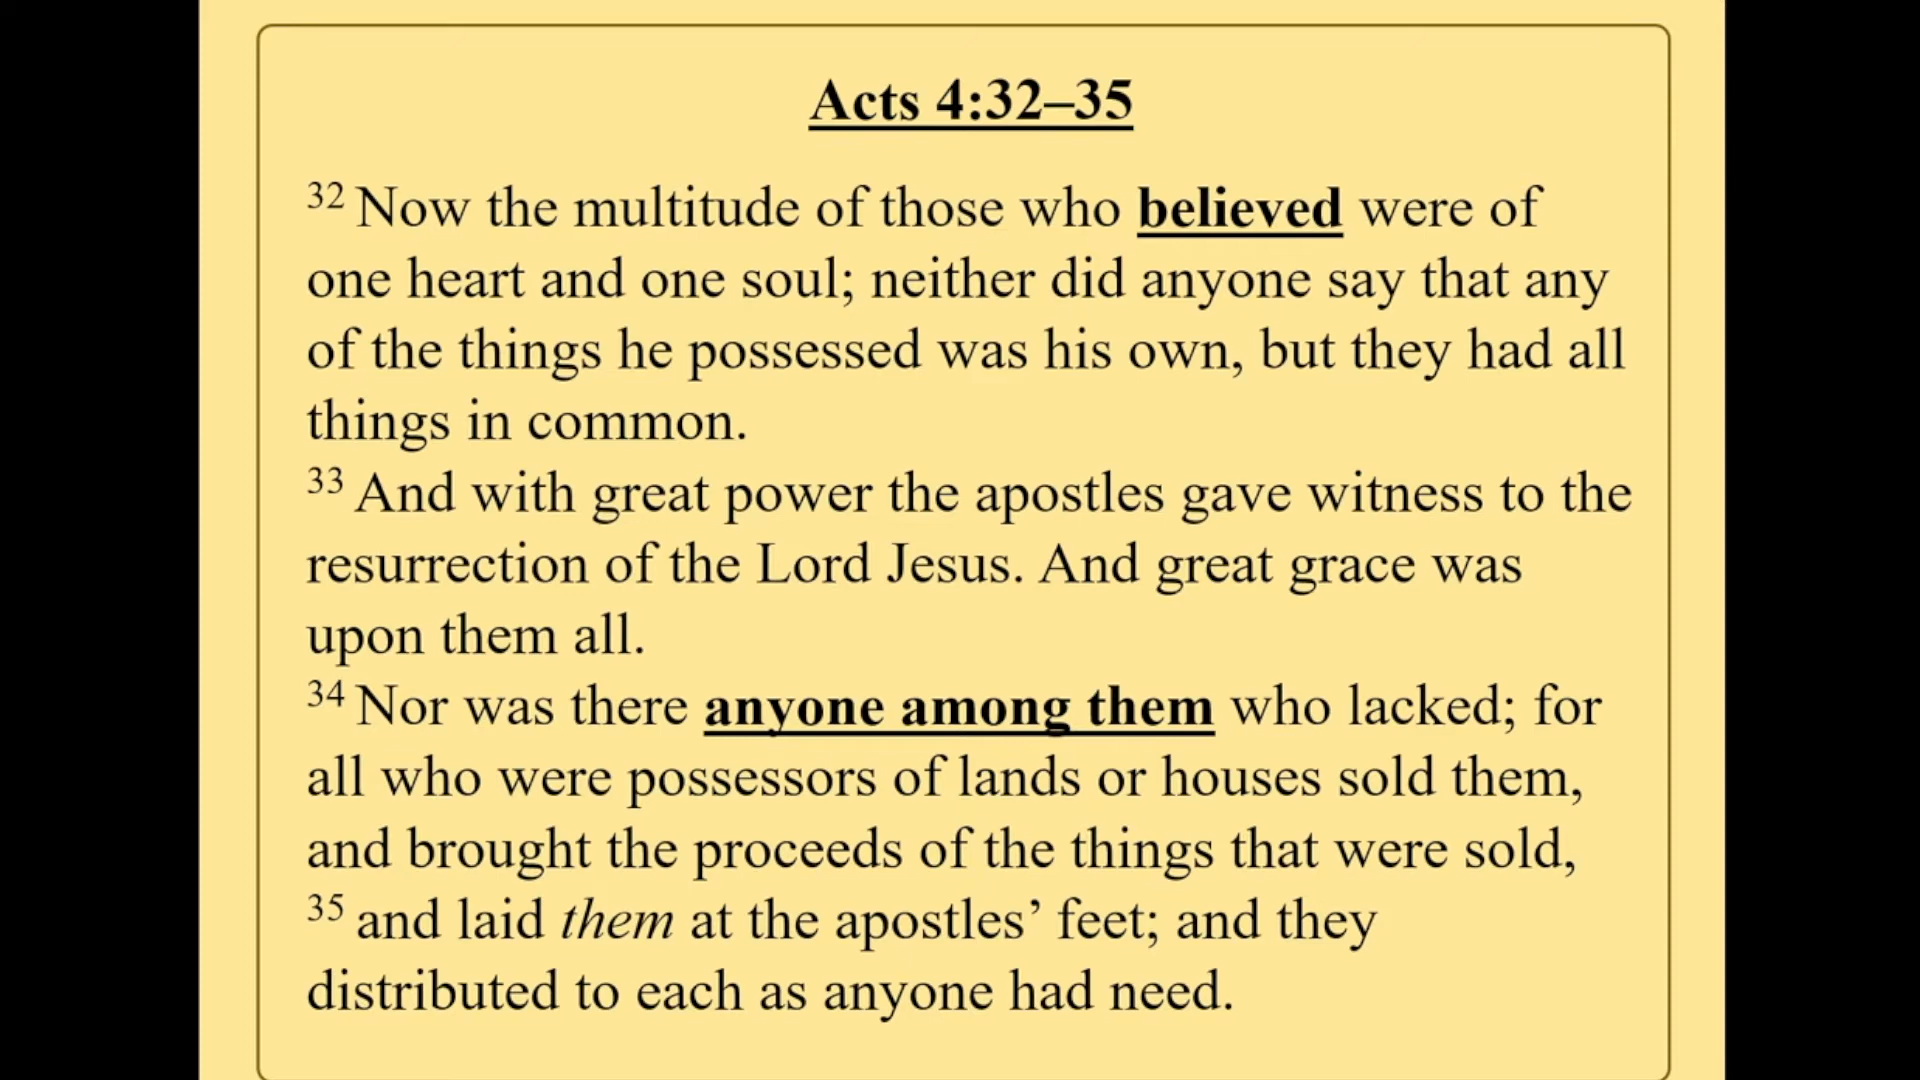 Acts 4:32–35
32 Now the multitude of those who believed were of
one heart and one soul; neither did anyone say that any
of the things he possessed was his own, but they had all
things in common.
33 And with great power the apostles gave witness to the
resurrection of the Lord Jesus. And great grace was
upon them all.
34 Nor was there anyone among them who lacked; for
all who were possessors of lands or houses sold them,
and brought the proceeds of the things that were sold,
35 and laid them at the apostles’ feet; and they
distributed to each as anyone had need.